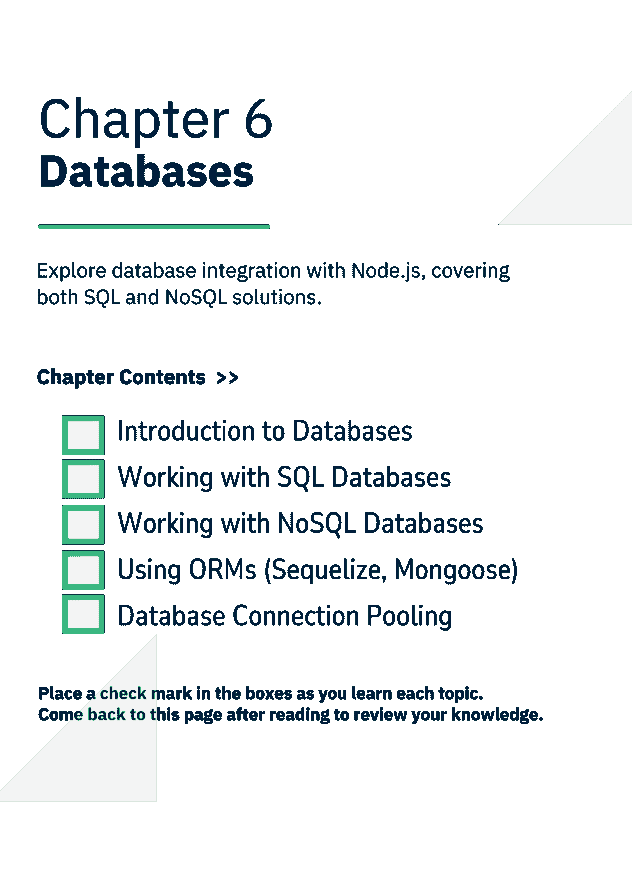 Chapter 6
Databases
Explore database integration with Node.js, covering
both SQL and NoSQL solutions.
Chapter Contents >>
Introduction to Databases
Working with SQL Databases
Working with NoSQL Databases
Using ORMs (Sequelize, Mongoose)
Database Connection Pooling
Place a check mark in the boxes as you learn each topic.
Come back to this page after reading to review your knowledge.